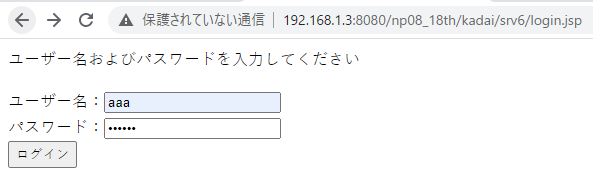 保護されていない通信 | 192.168.1.3:8080/np08_18th/kadai/srv6/login.jsp
ユーザー名およびパスワードを入力してください
ユーザー名：aaa
パスワード：••••••
ログイン